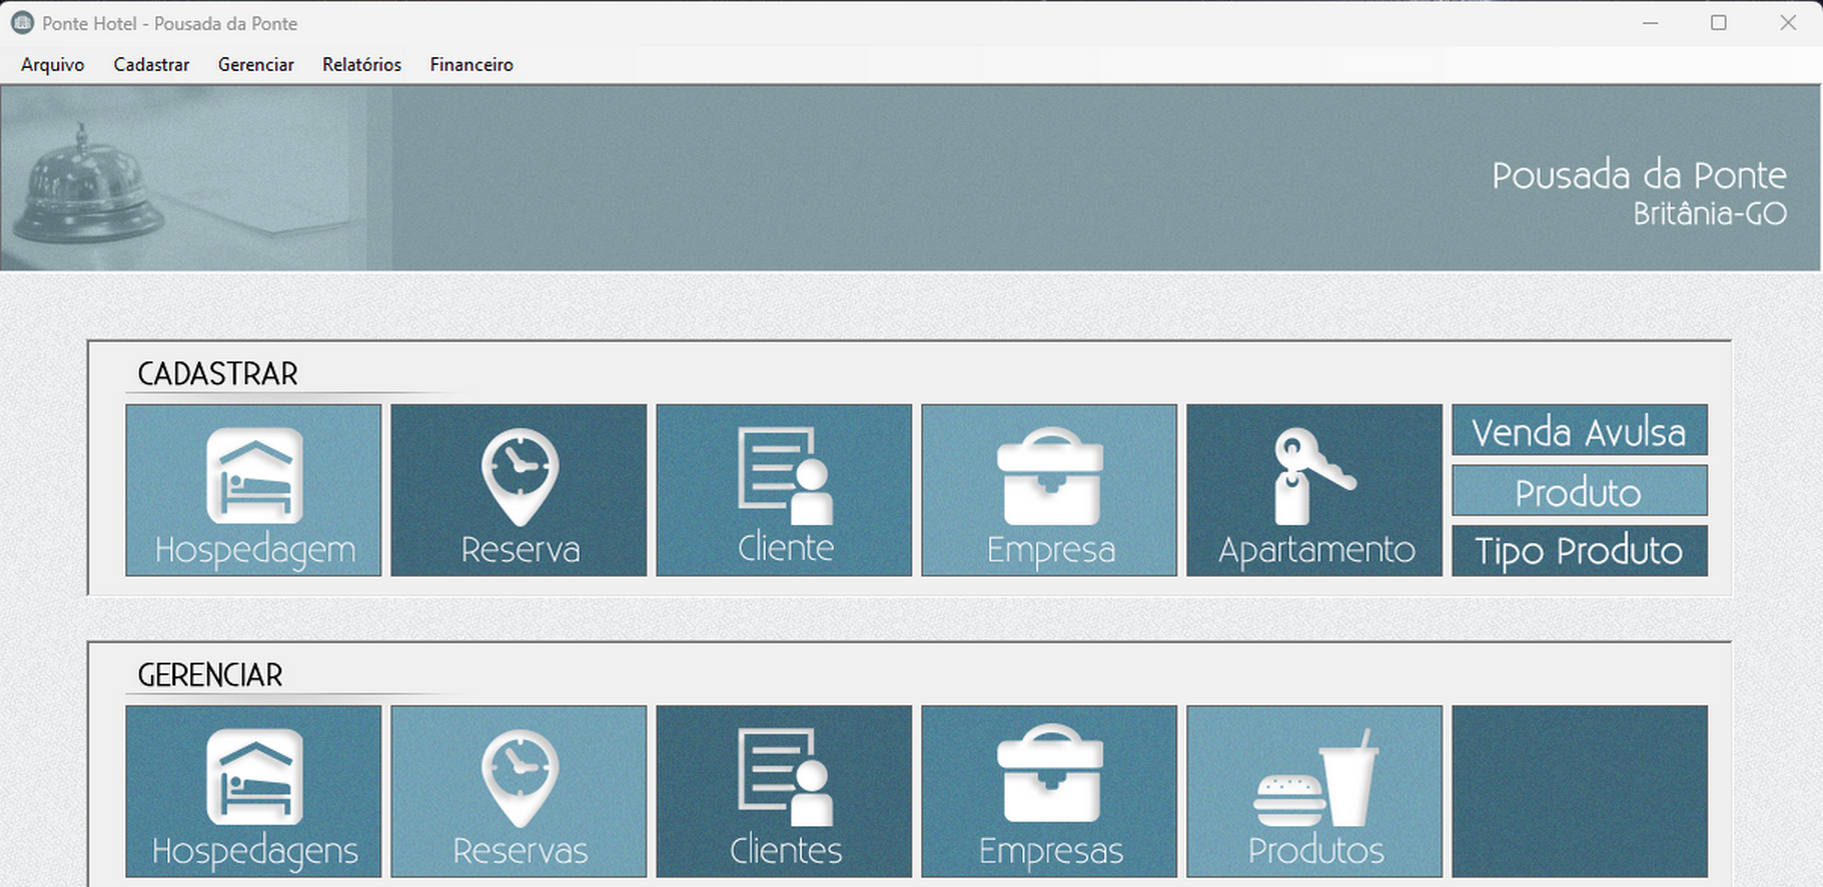 Ponte Hotel - Pousada da Ponte
Arquivo Cadastrar Gerenciar Relatórios Financeiro
Pousada da Ponte
Britânia-GO
CADASTRAR
Hospedagem
Reserva
Cliente
Empresa
Apartamento
Venda Avulsa
Produto
Tipo Produto
GERENCIAR
Hospedagens
Reservas
Clientes
Empresas
Produtos